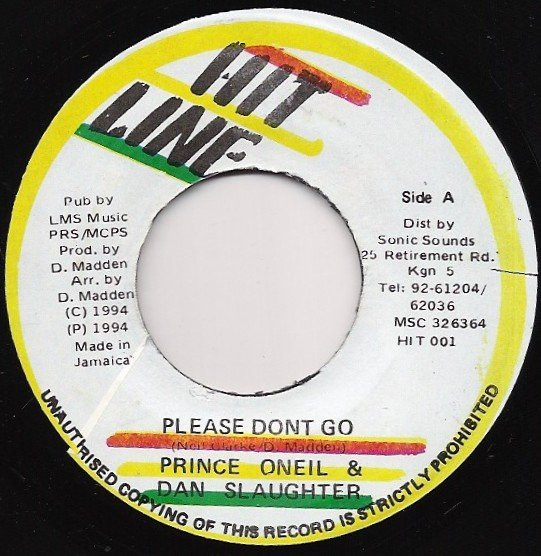 HIT
LINE
Pub by
LMS Music
PRS/MCPS
Prod. by
D. Madden
Arr. by
D. Madden
(C) 1994
(P) 1994
Made in
Jamaica
Side A
Dist by
Sonic Sounds
25 Retirement Rd.
Kgn 5
Tel: 92-61204/
62036
MSC 326364
HIT 001
PLEASE DONT GO
(Neil Clarke/D. Madden)
PRINCE ONEIL &
DAN SLAUGHTER
UNAUTHORISED COPYING OF THIS RECORD IS STRICTLY PROHIBITED